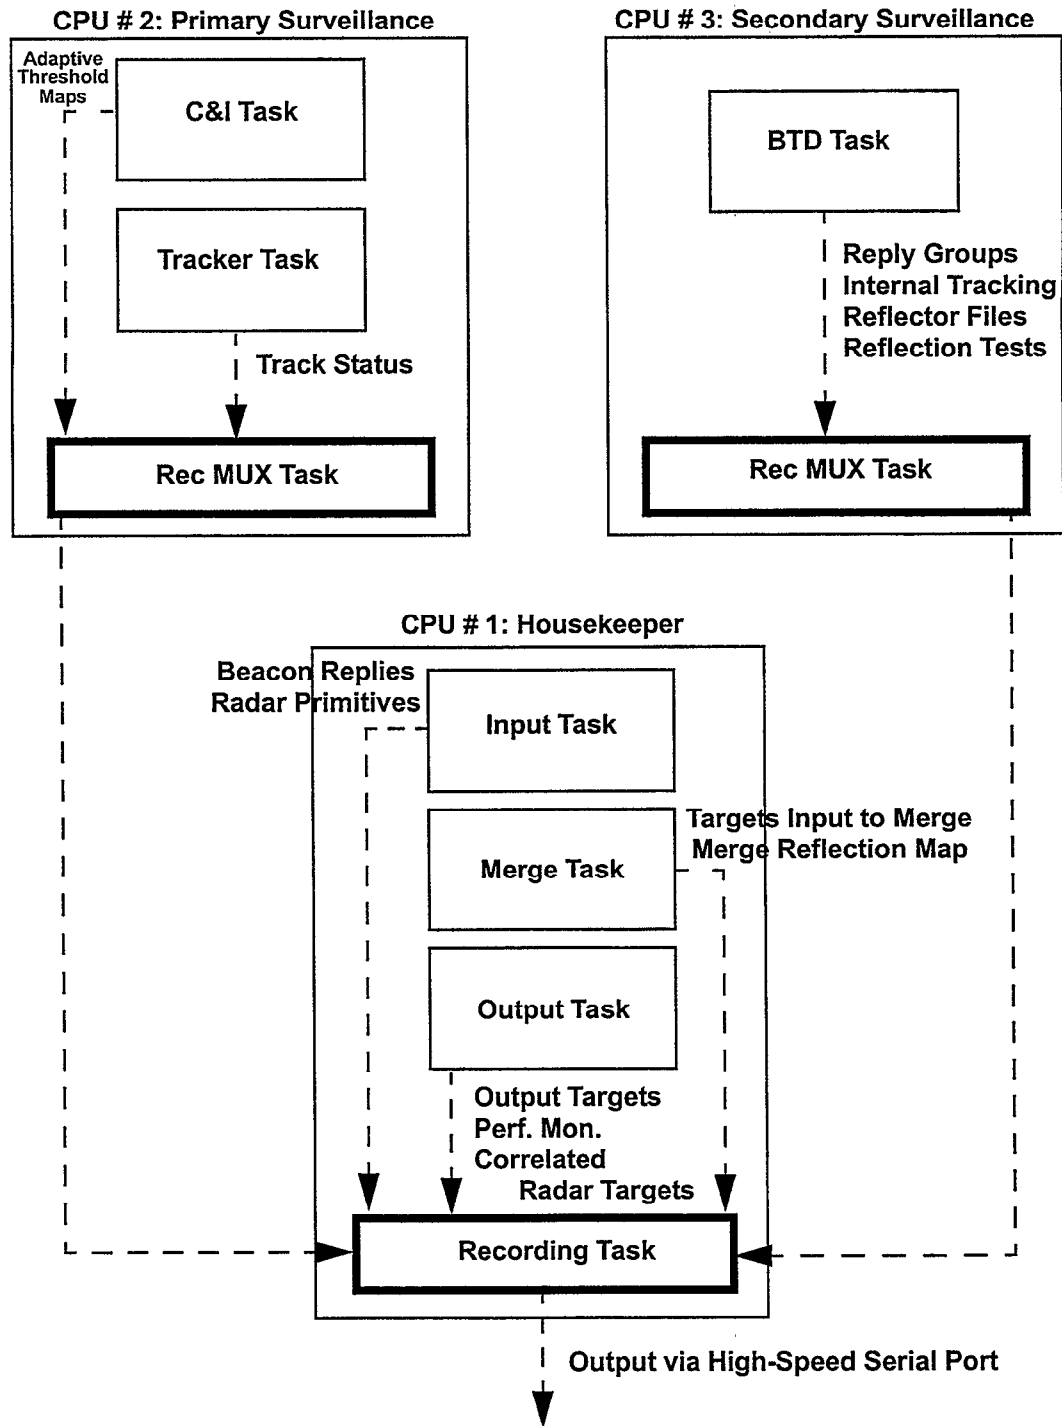 CPU # 2: Primary Surveillance
Adaptive
Threshold
Maps
C&I Task
Tracker Task
Track Status
Rec MUX Task
CPU # 3: Secondary Surveillance
BTD Task
Reply Groups
Internal Tracking
Reflector Files
Reflection Tests
Rec MUX Task
CPU # 1: Housekeeper
Beacon Replies
Radar Primitives
Input Task
Targets Input to Merge
Merge Reflection Map
Merge Task
Output Task
Output Targets
Perf. Mon.
Correlated
Radar Targets
Recording Task
Output via High-Speed Serial Port